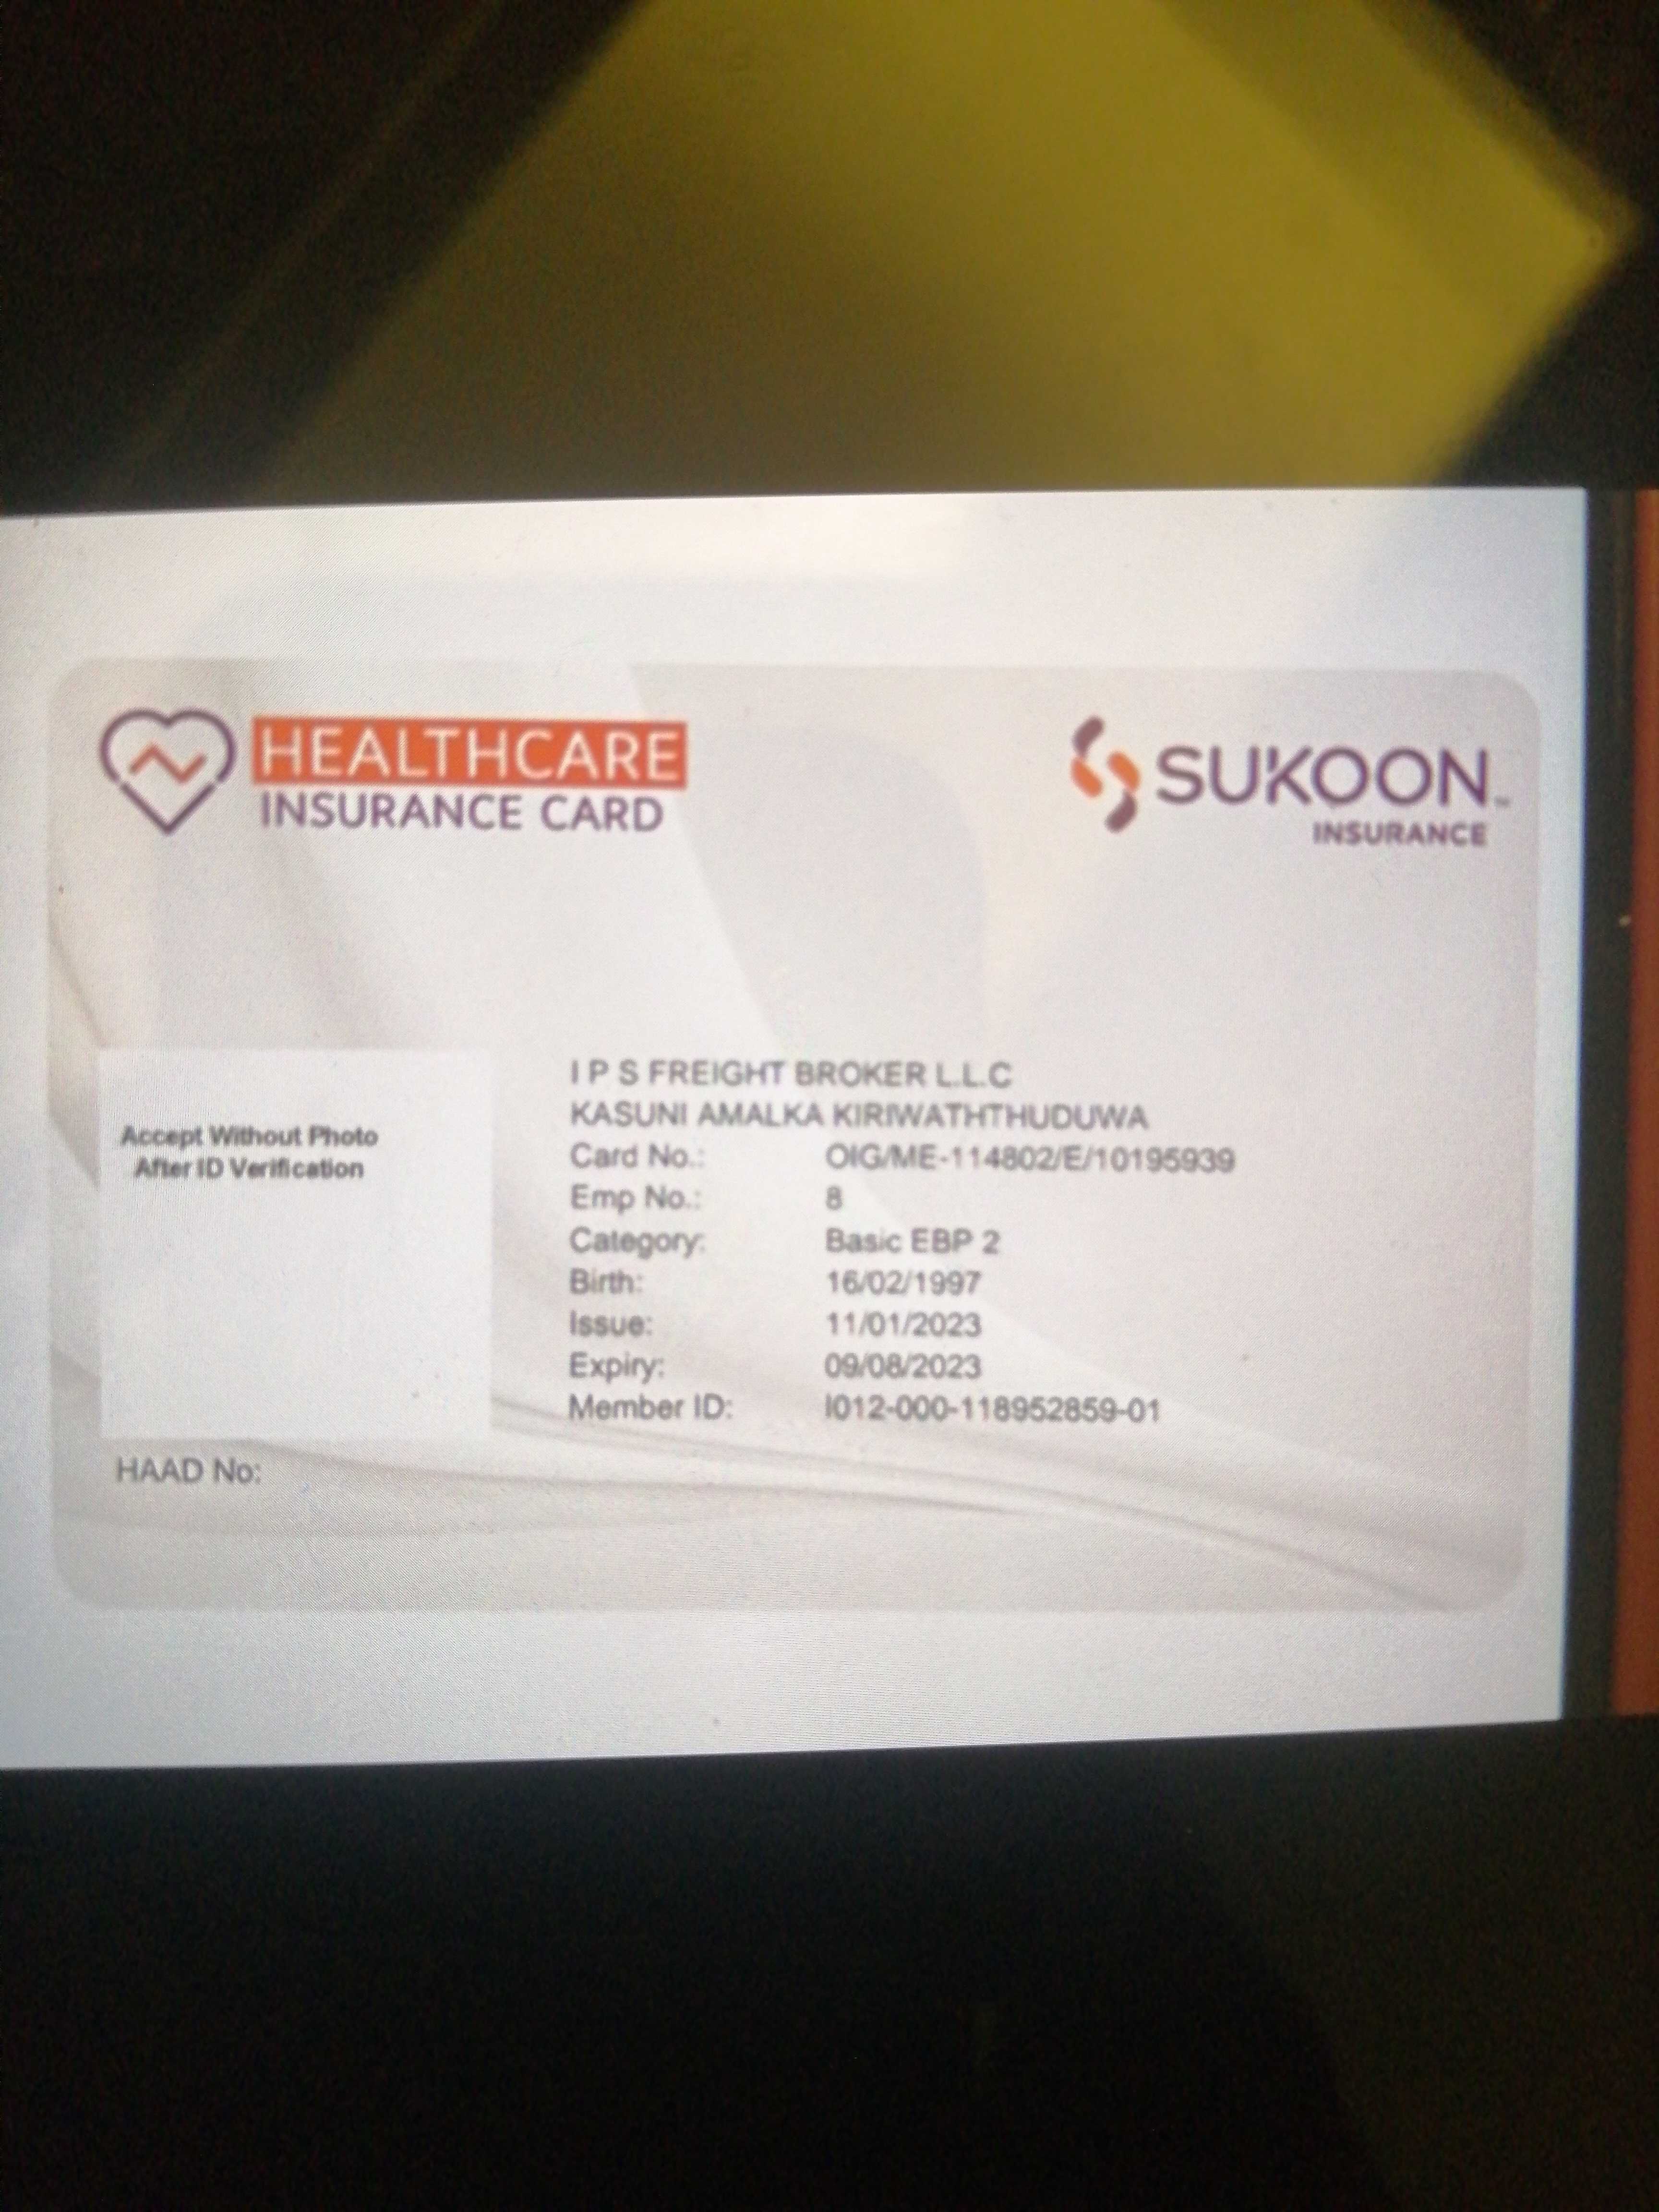 HEALTHCARE
INSURANCE CARD
SUKOON™
INSURANCE
Accept Without Photo
After ID Verification
I P S FREIGHT BROKER L.L.C
KASUNI AMALKA KIRIWATHTHUDUWA
Card No.: OIG/ME-114802/E/10195939
Emp No.: 8
Category: Basic EBP 2
Birth: 16/02/1997
Issue: 11/01/2023
Expiry: 09/08/2023
Member ID: I012-000-118952859-01
HAAD No: